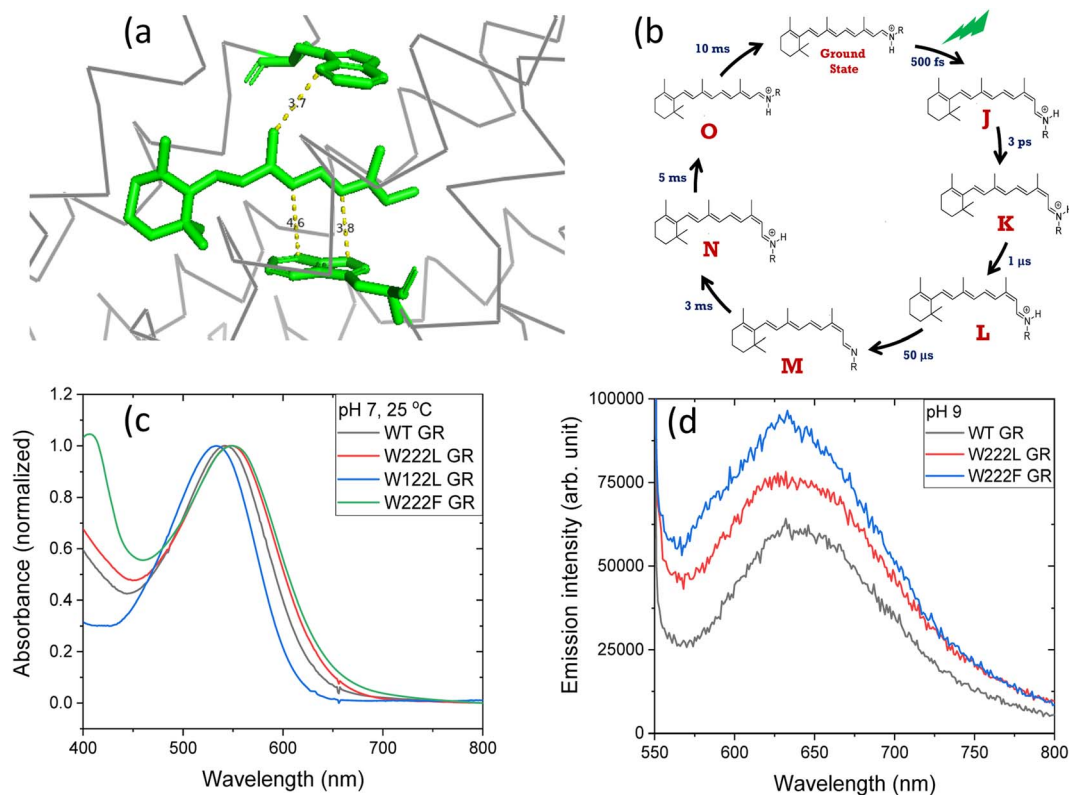 (a)
3.7
4.6
3.8
(b)
10 ms
Ground
State
500 fs
R
N
H
⊕
O
N
R
H
⊕
J
N
H
R
⊕
3 ps
5 ms
N
N
H
R
⊕
K
N
H
R
⊕
1 µs
3 ms
M
N
R
50 µs
L
N
H
R
⊕
(c)
pH 7, 25 °C
WT GR
W222L GR
W122L GR
W222F GR
Absorbance (normalized)
1.2
1.0
0.8
0.6
0.4
0.2
0.0
400
500
600
700
800
Wavelength (nm)
(d)
pH 9
WT GR
W222L GR
W222F GR
Emission intensity (arb. unit)
100000
75000
50000
25000
0
550
600
650
700
750
800
Wavelength (nm)